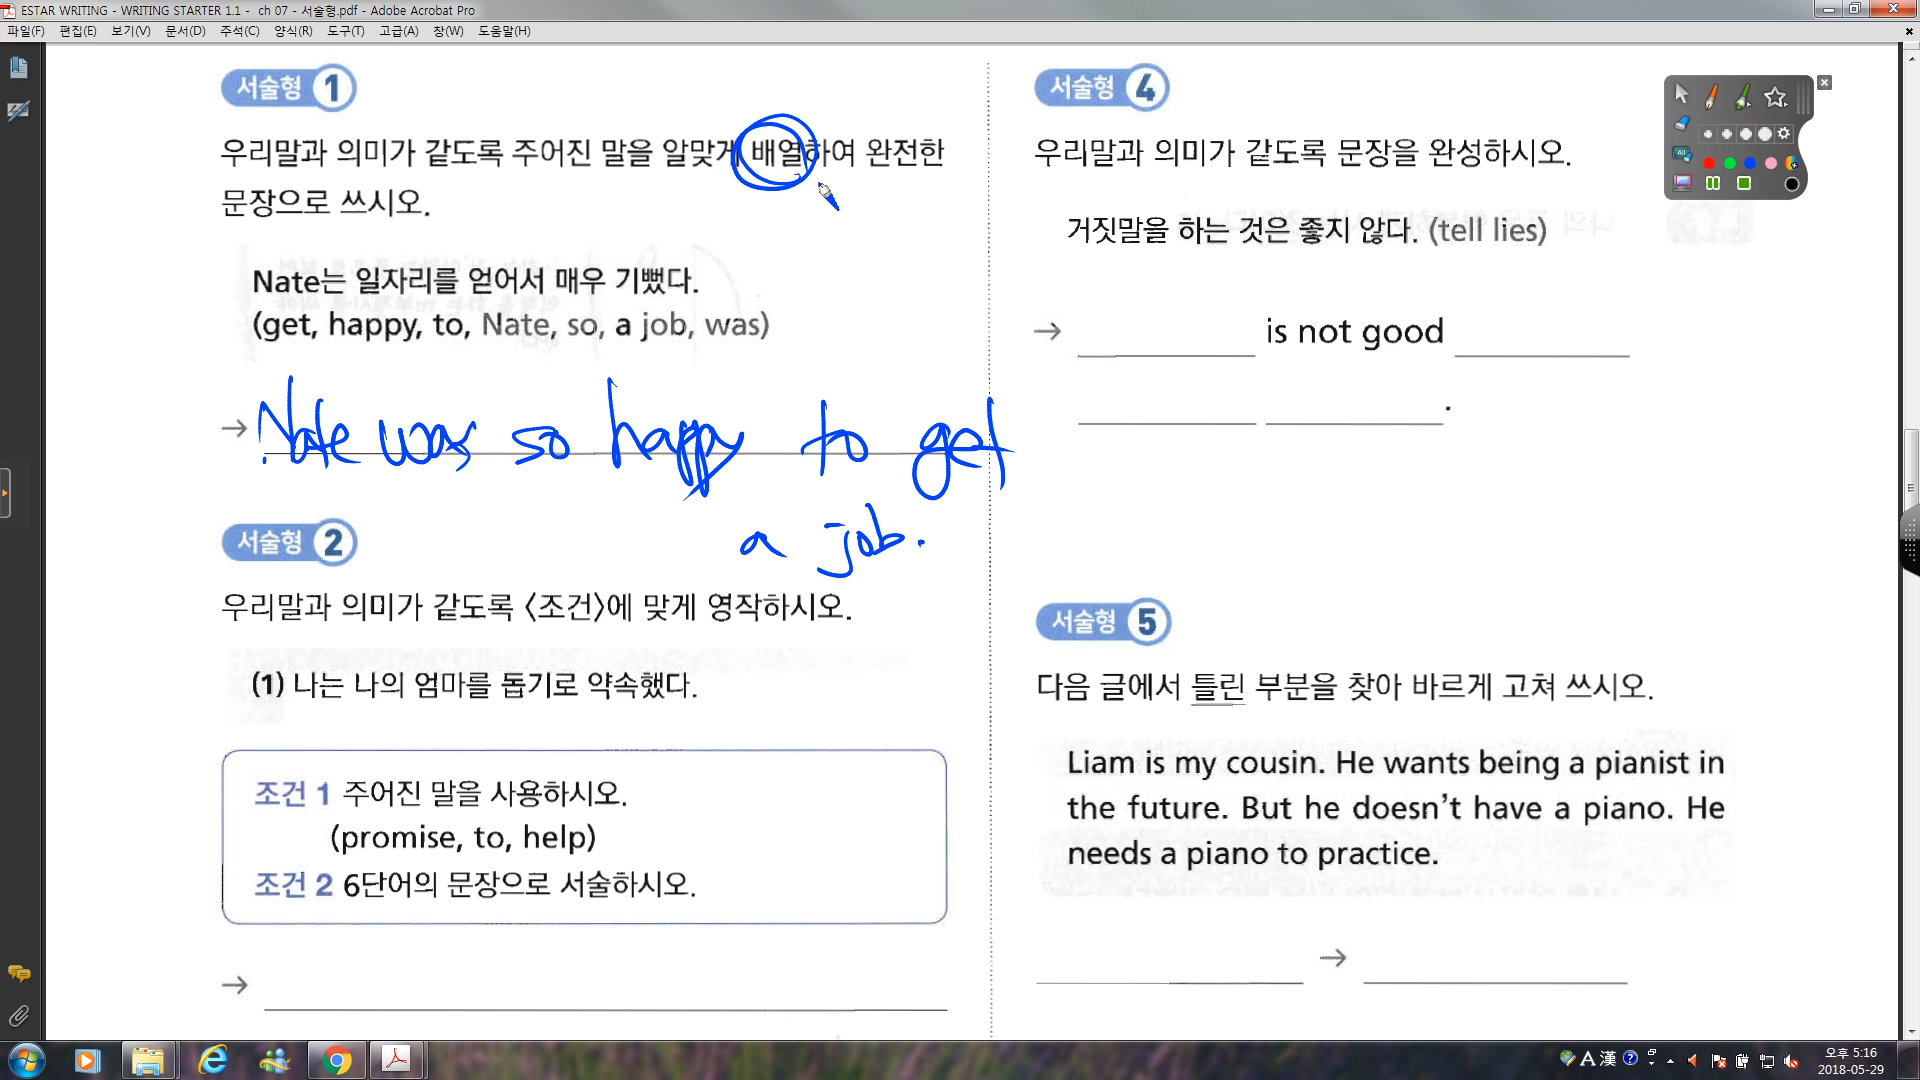 ESTAR WRITING - WRITING STARTER 1.1 - ch 07 - 서술형.pdf - Adobe Acrobat Pro
파일(F) 편집(E) 보기(V) 문서(D) 주석(C) 양식(R) 도구(T) 고급(A) 창(W) 도움말(H)
서술형 1
우리말과 의미가 같도록 주어진 말을 알맞게 배열하여 완전한
문장으로 쓰시오.
Nate는 일자리를 얻어서 매우 기뻤다.
(get, happy, to, Nate, so, a job, was)
→ Nate was so happy to get
a job.
서술형 2
우리말과 의미가 같도록 <조건>에 맞게 영작하시오.
(1) 나는 나의 엄마를 돕기로 약속했다.
조건 1 주어진 말을 사용하시오.
(promise, to, help)
조건 2 6단어의 문장으로 서술하시오.
→
서술형 4
우리말과 의미가 같도록 문장을 완성하시오.
거짓말을 하는 것은 좋지 않다. (tell lies)
→ ________ is not good ________
________ ________ .
서술형 5
다음 글에서 틀린 부분을 찾아 바르게 고쳐 쓰시오.
Liam is my cousin. He wants being a pianist in
the future. But he doesn't have a piano. He
needs a piano to practice.
________ → ________
A 漢
오후 5:16
2018-05-29